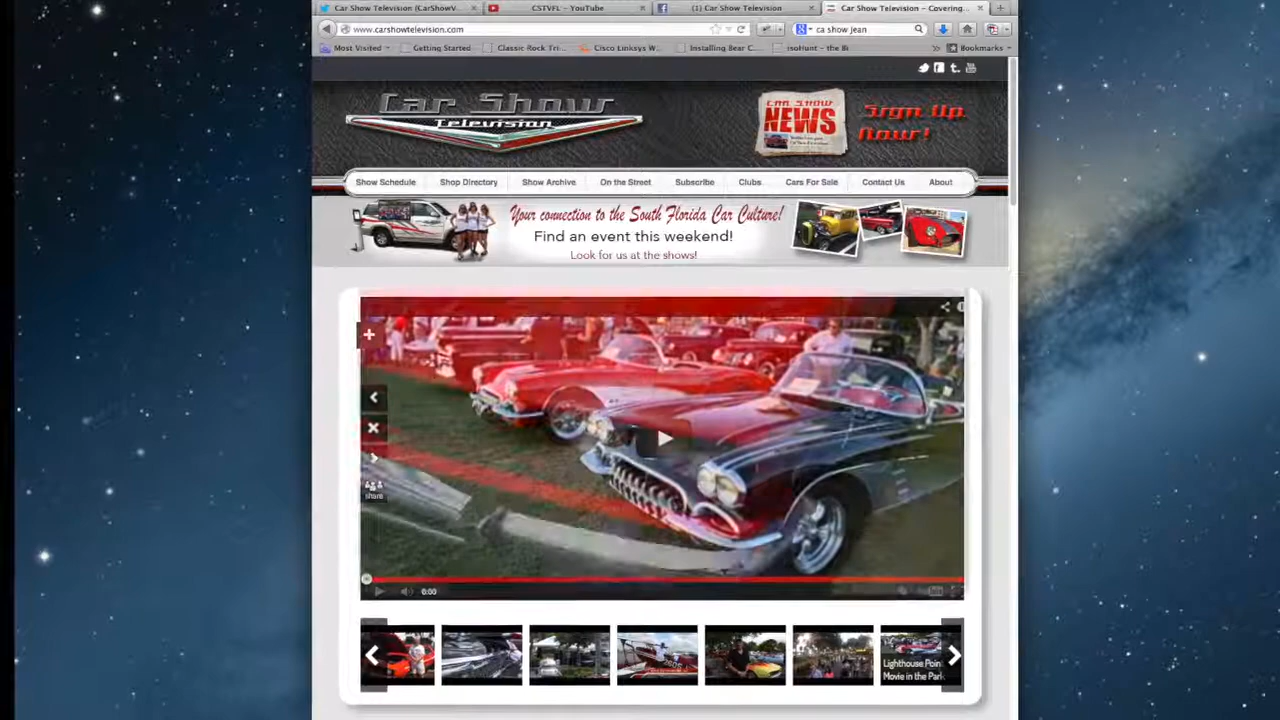 Car Show Television (CarShowV...
CSTVFL - YouTube
(1) Car Show Television
Car Show Television – Covering...
www.carshowtelevision.com
ca show jean
Most Visited
Getting Started
Classic Rock Tri...
Cisco Linksys W...
Installing Bear C...
isoHunt – the Bi
Bookmarks
Car Show
Television
CAR SHOW
NEWS
Sign Up
Now!
Show Schedule
Shop Directory
Show Archive
On the Street
Subscribe
Clubs
Cars For Sale
Contact Us
About
Your connection to the South Florida Car Culture!
Find an event this weekend!
Look for us at the shows!
share
0:00
Lighthouse Poin
Movie in the Park